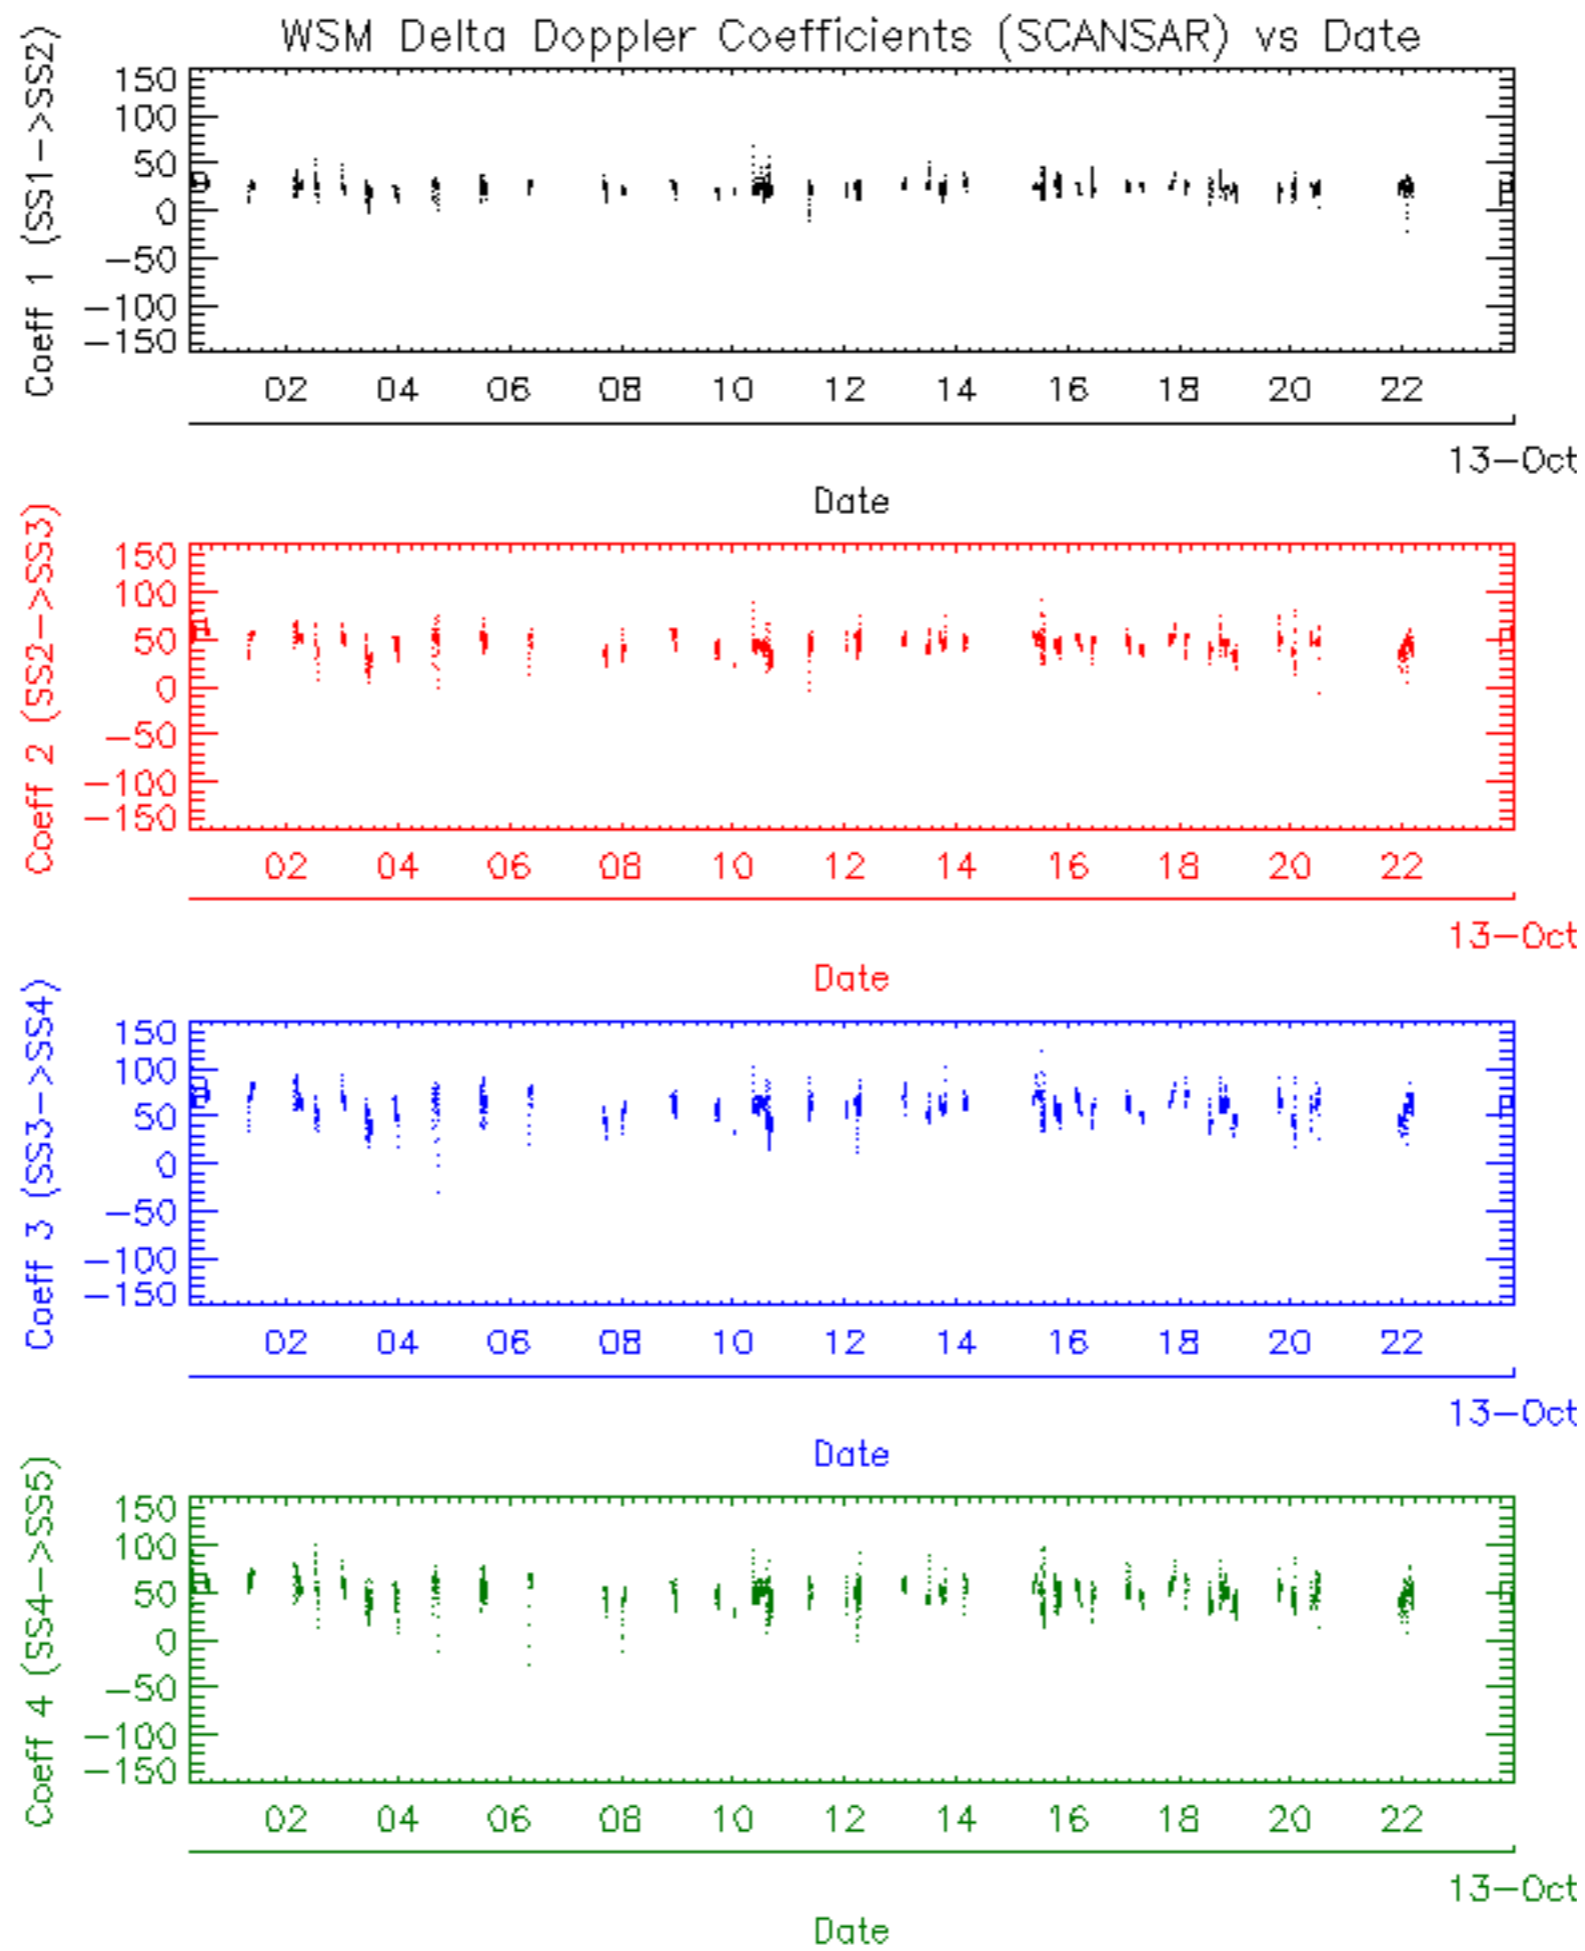 WSM Delta Doppler Coefficients (SCANSAR) vs Date
Coeff 1 (SS1->SS2)
150
100
50
0
-50
-100
-150
02 04 06 08 10 12 14 16 18 20 22
13-Oct
Date
Coeff 2 (SS2->SS3)
150
100
50
0
-50
-100
-150
02 04 06 08 10 12 14 16 18 20 22
13-Oct
Date
Coeff 3 (SS3->SS4)
150
100
50
0
-50
-100
-150
02 04 06 08 10 12 14 16 18 20 22
13-Oct
Date
Coeff 4 (SS4->SS5)
150
100
50
0
-50
-100
-150
02 04 06 08 10 12 14 16 18 20 22
13-Oct
Date